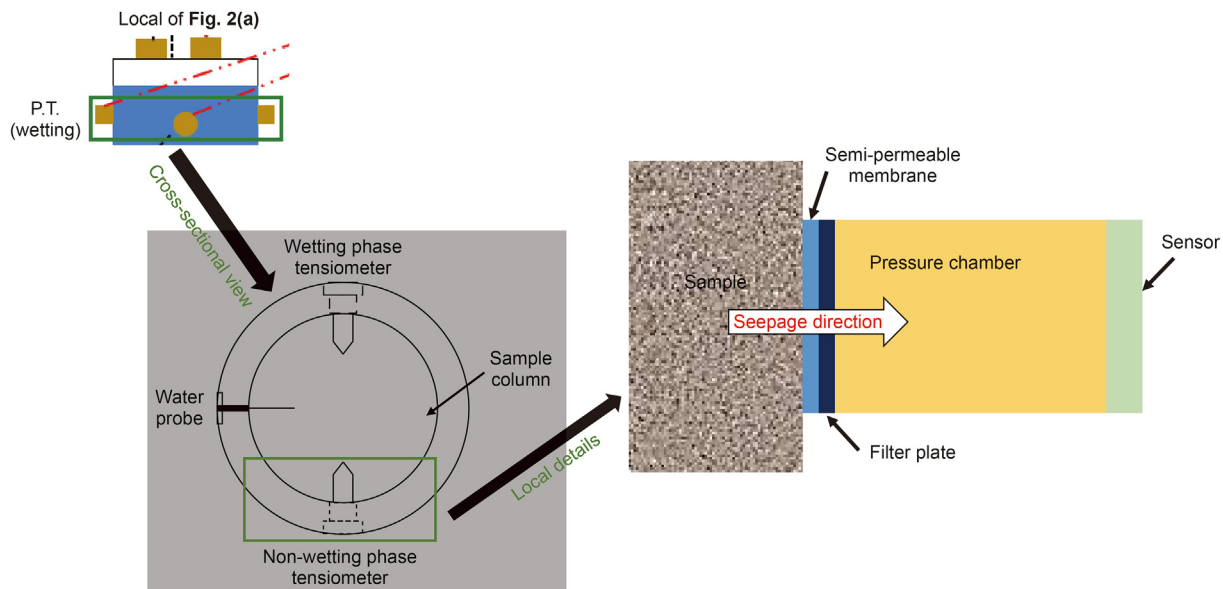 Local of Fig. 2(a)
P.T.
(wetting)
Cross-sectional view
Wetting phase
tensiometer
Sample
column
Water
probe
Non-wetting phase
tensiometer
Local details
Semi-permeable
membrane
Sensor
Pressure chamber
Sample
Seepage direction
Filter plate